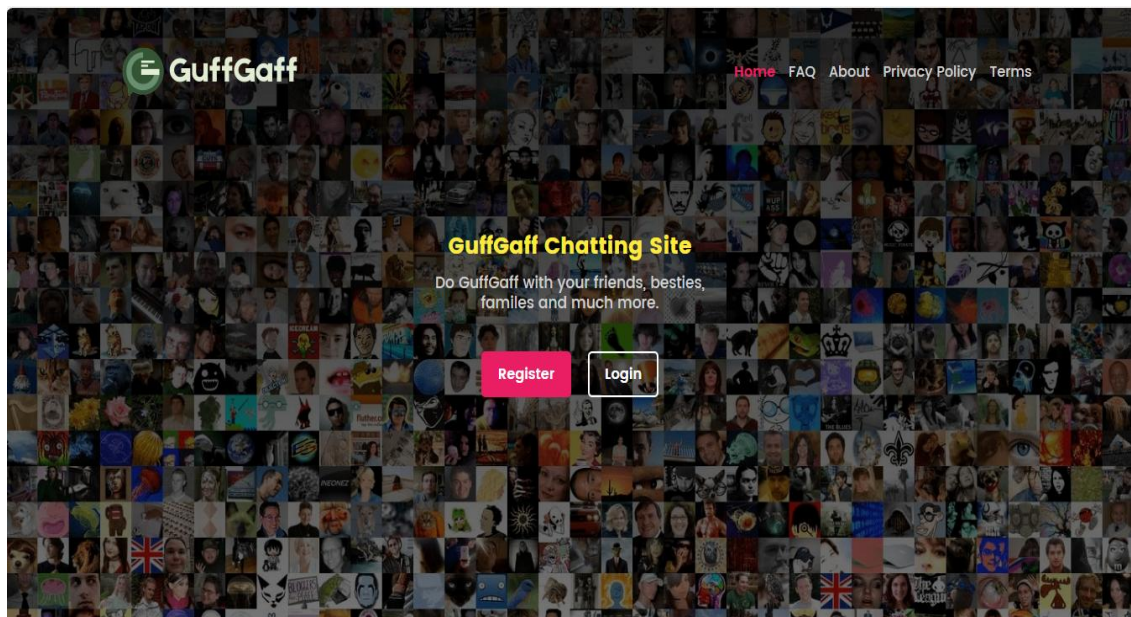 GuffGaff
Home FAQ About Privacy Policy Terms
GuffGaff Chatting Site
Do GuffGaff with your friends, besties,
familes and much more.
Register Login
NEONEZ